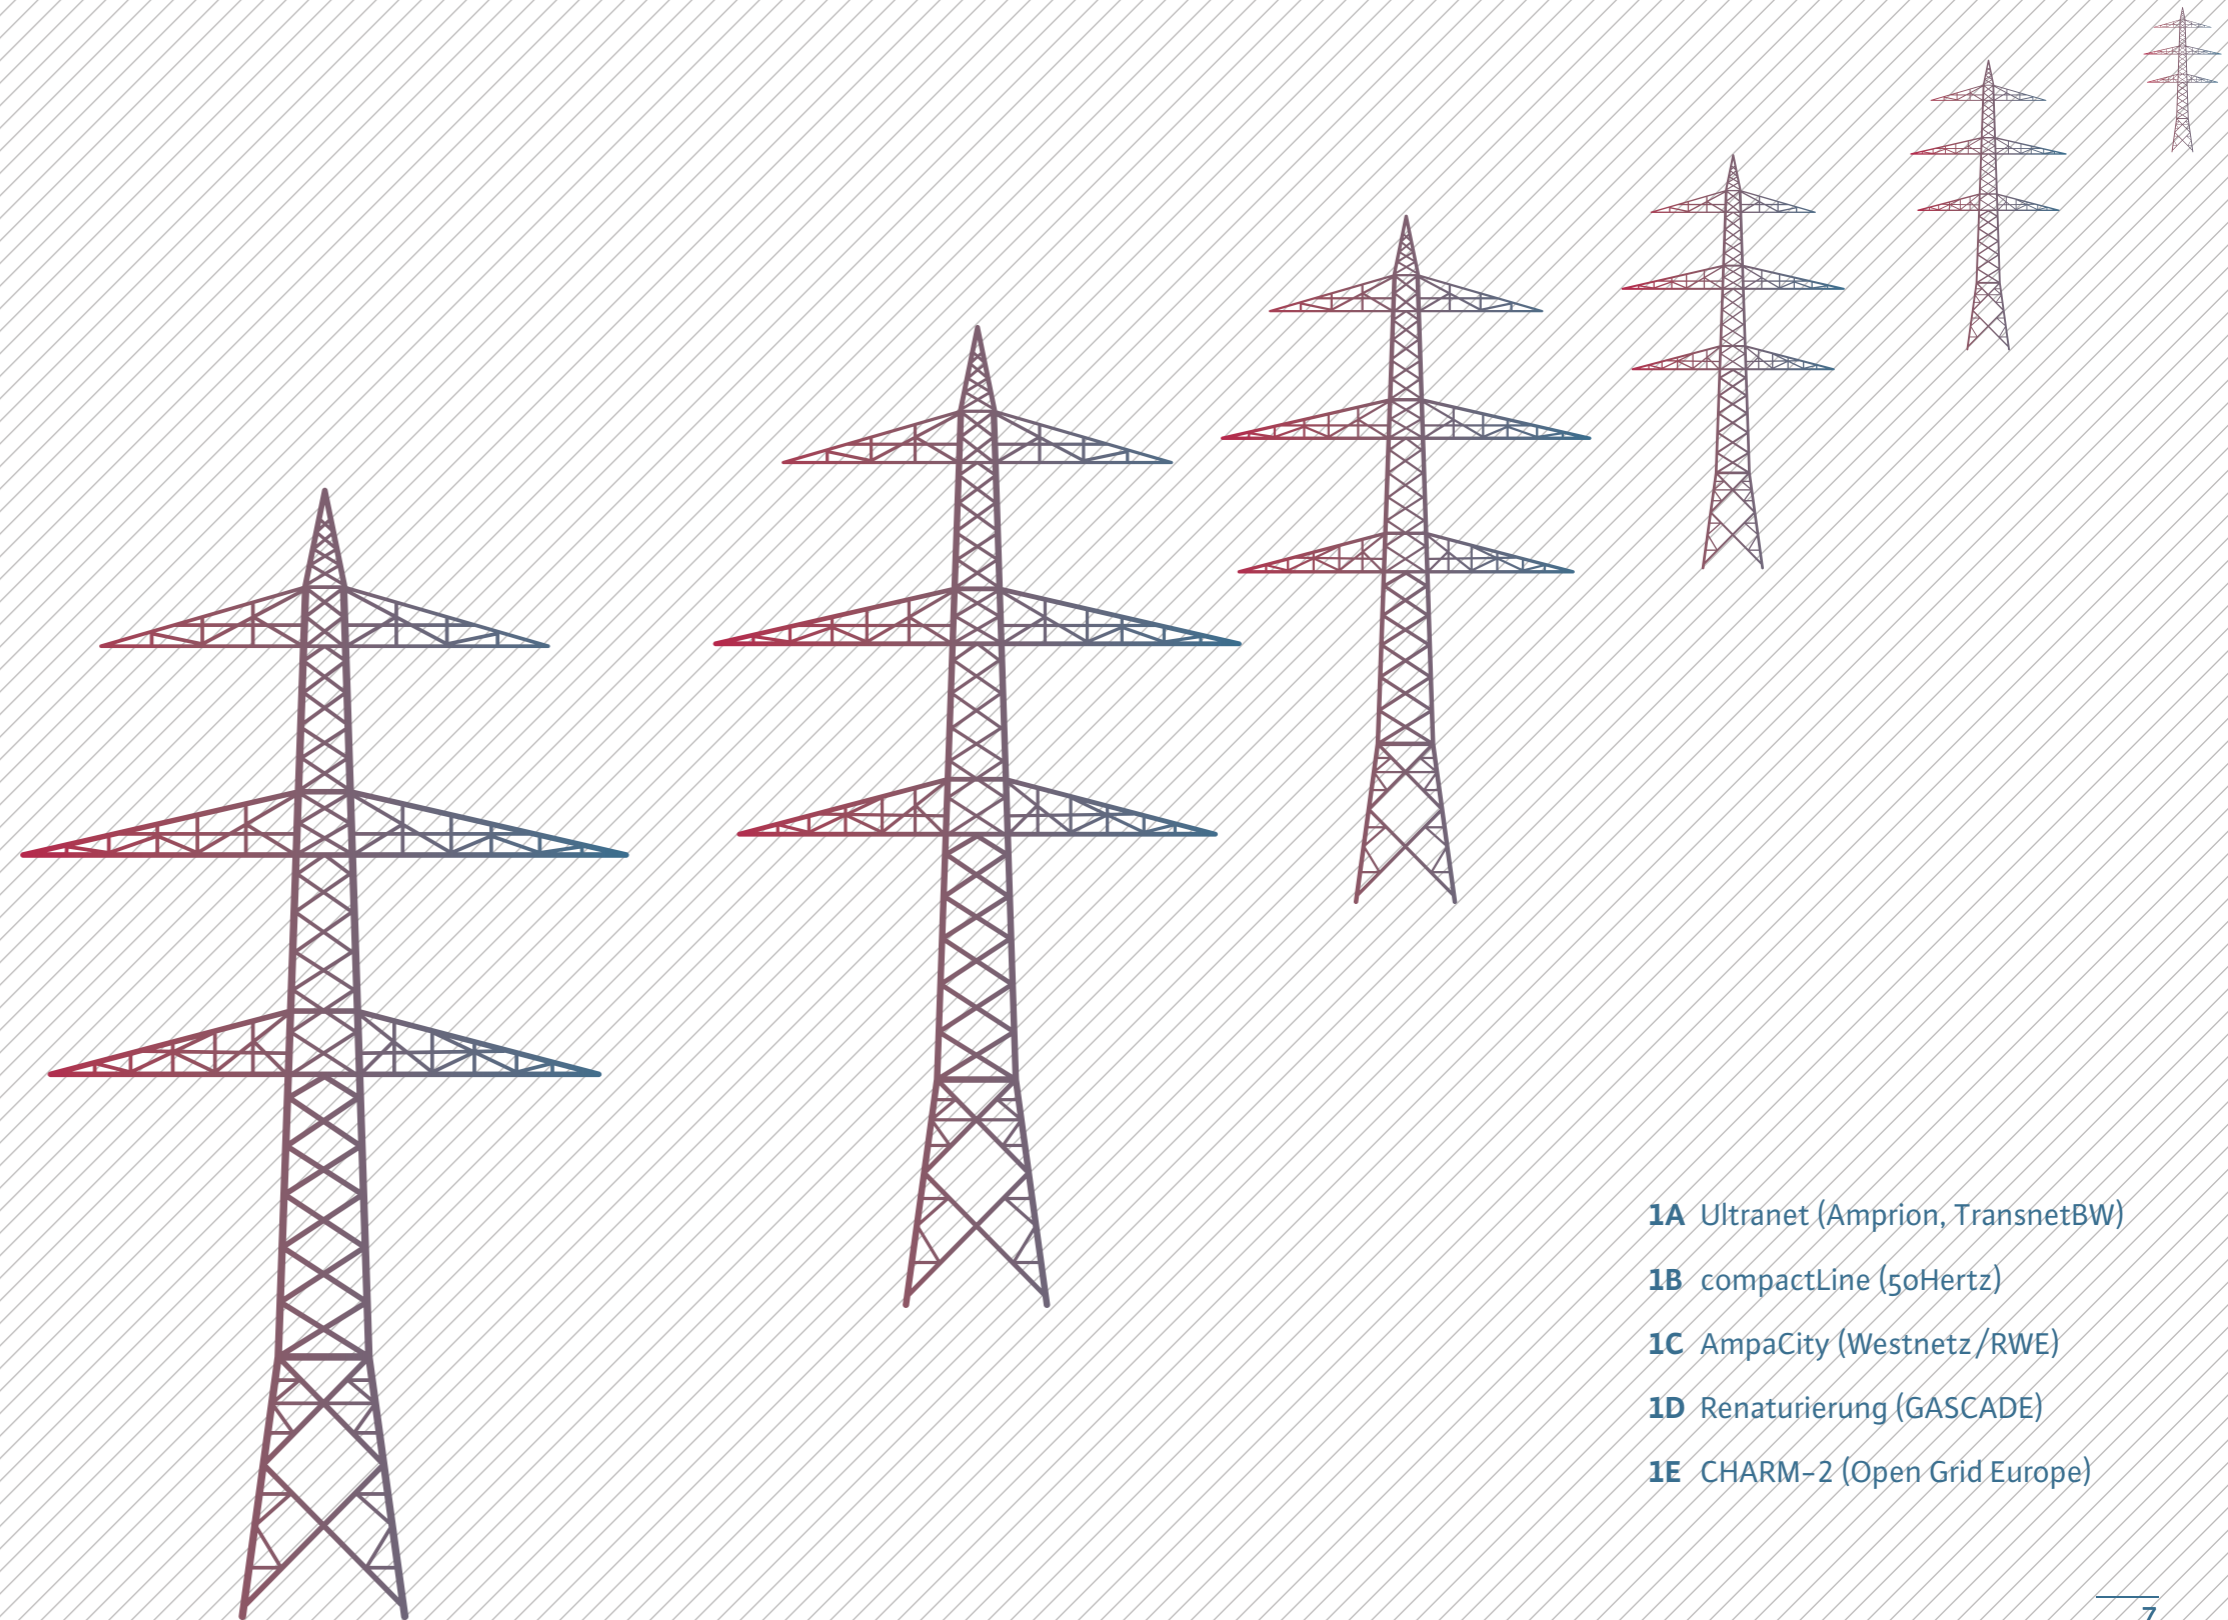 1A Ultranet (Amprion, TransnetBW)
1B compactLine (50Hertz)
1C AmpaCity (Westnetz/RWE)
1D Renaturierung (GASCADE)
1E CHARM-2 (Open Grid Europe)
7